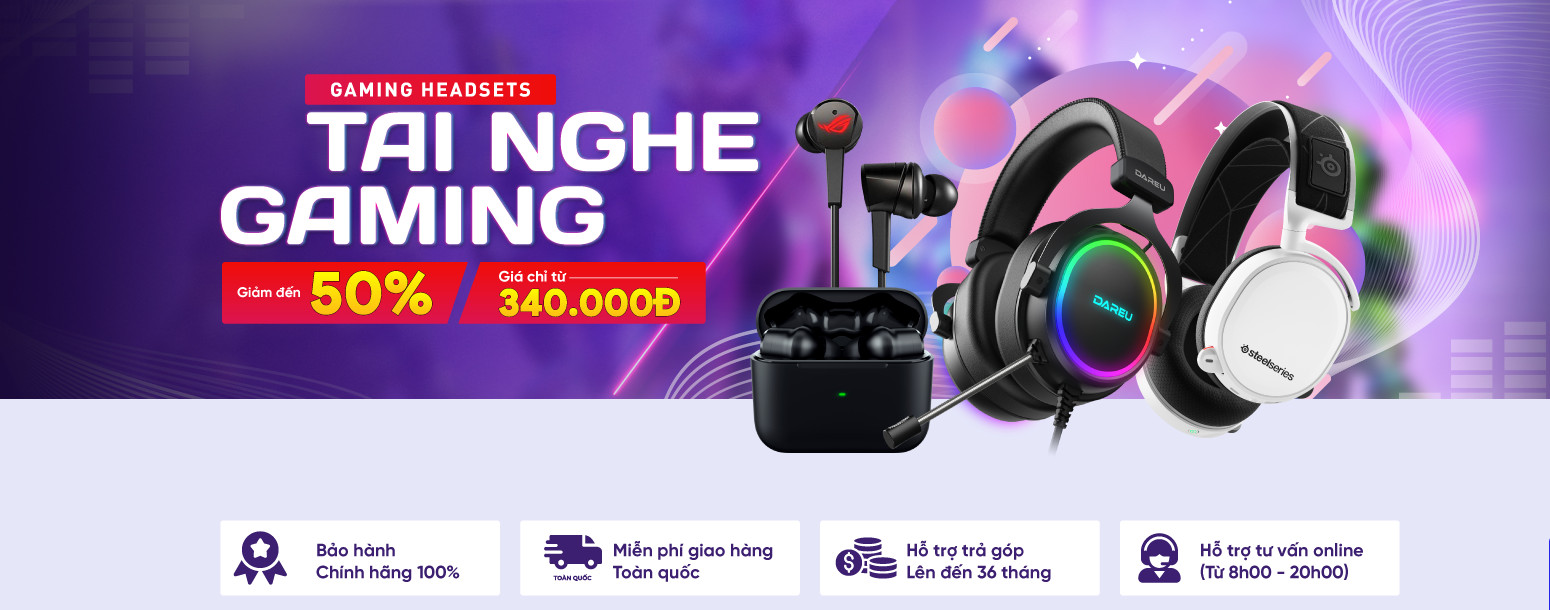 GAMING HEADSETS
TAI NGHE
GAMING
Giảm đến 50%
Giá chỉ từ
340.000Đ
DAREU
DAREU
steelseries
Bảo hành
Chính hãng 100%
TOÀN QUỐC
Miễn phí giao hàng
Toàn quốc
$
Hỗ trợ trả góp
Lên đến 36 tháng
Hỗ trợ tư vấn online
(Từ 8h00 - 20h00)